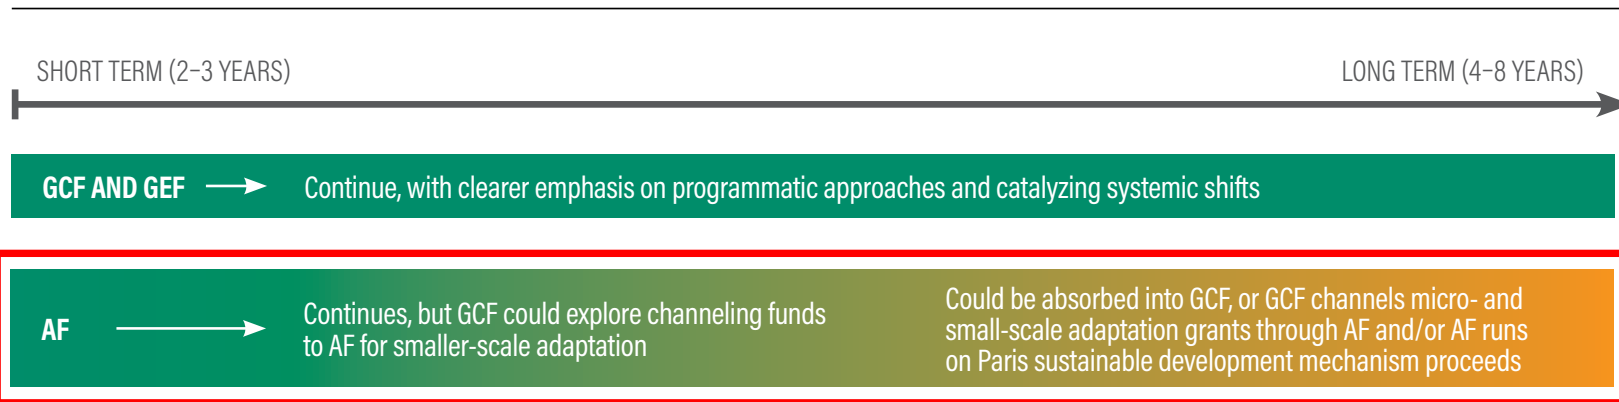 SHORT TERM (2–3 YEARS)
LONG TERM (4–8 YEARS)
GCF AND GEF
Continue, with clearer emphasis on programmatic approaches and catalyzing systemic shifts
AF
Continues, but GCF could explore channeling funds
to AF for smaller-scale adaptation
Could be absorbed into GCF, or GCF channels micro- and
small-scale adaptation grants through AF and/or AF runs
on Paris sustainable development mechanism proceeds